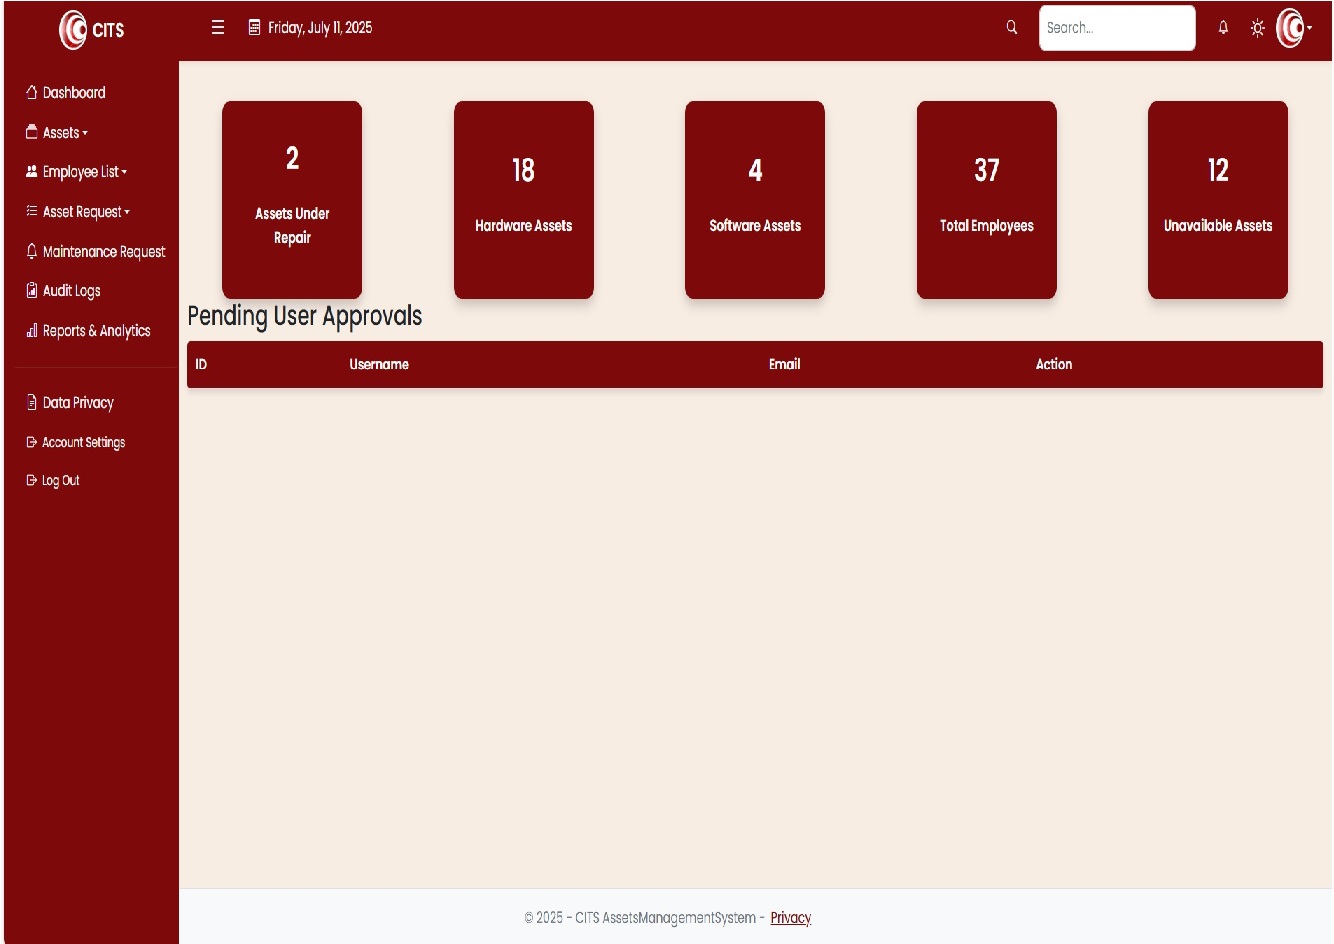 CITS
Friday, July 11, 2025
Search...
Dashboard
Assets
Employee List
Asset Request
Maintenance Request
Audit Logs
Reports & Analytics
Data Privacy
Account Settings
Log Out
2
Assets Under
Repair
18
Hardware Assets
4
Software Assets
37
Total Employees
12
Unavailable Assets
Pending User Approvals
ID Username Email Action
© 2025 - CITS AssetsManagementSystem - Privacy